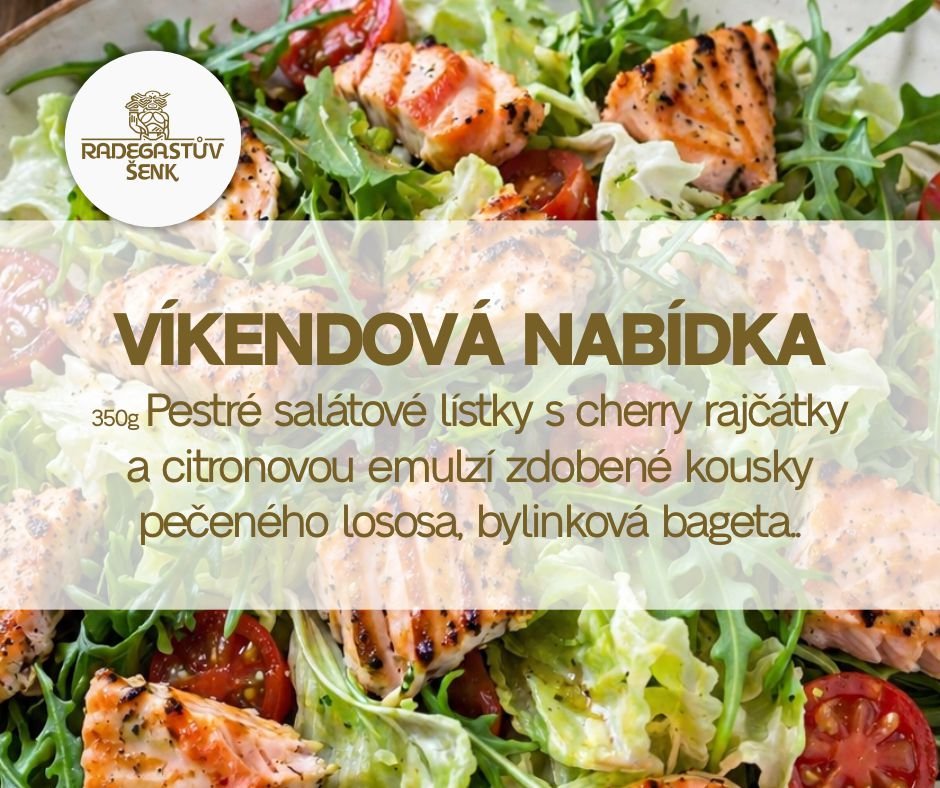 RADEGASTŮV
ŠENK
VÍKENDOVÁ NABÍDKA
350g Pestré salátové lístky s cherry rajčátky
a citronovou emulzí zdobené kousky
pečeného lososa, bylinková bageta..